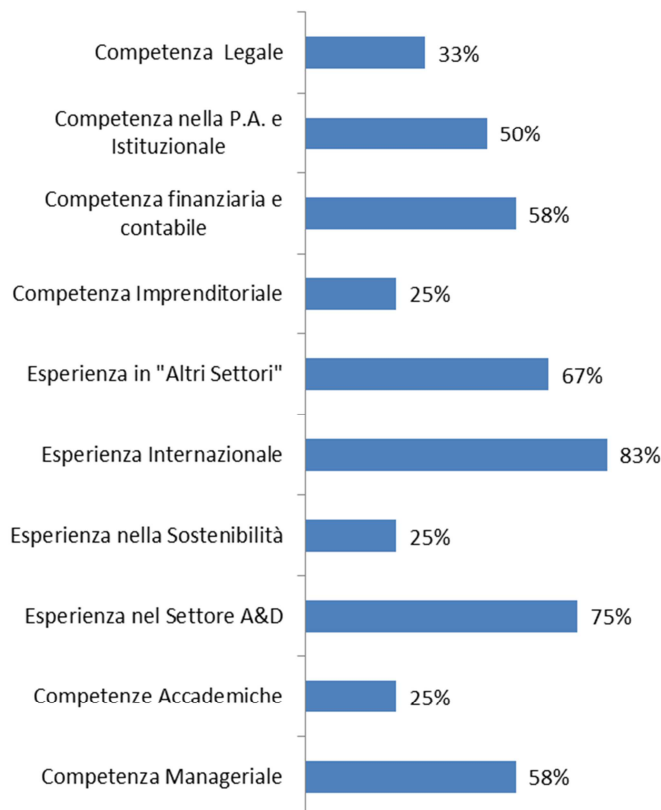 Competenza Legale
33%
Competenza nella P.A. e
Istituzionale
50%
Competenza finanziaria e
contabile
58%
Competenza Imprenditoriale
25%
Esperienza in "Altri Settori"
67%
Esperienza Internazionale
83%
Esperienza nella Sostenibilità
25%
Esperienza nel Settore A&D
75%
Competenze Accademiche
25%
Competenza Manageriale
58%